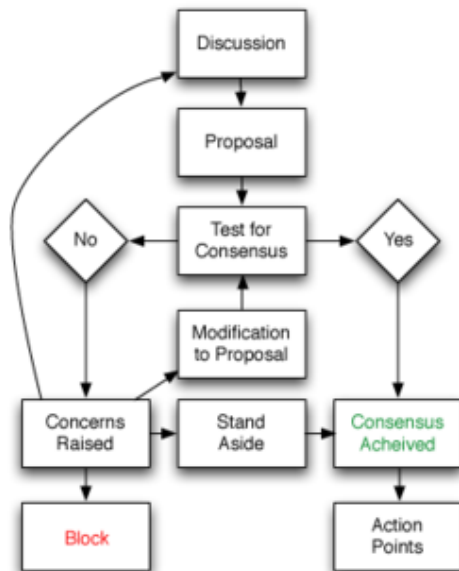 Discussion
Proposal
No
Test for
Consensus
Yes
Modification
to Proposal
Concerns
Raised
Stand
Aside
Consensus
Acheived
Block
Action
Points